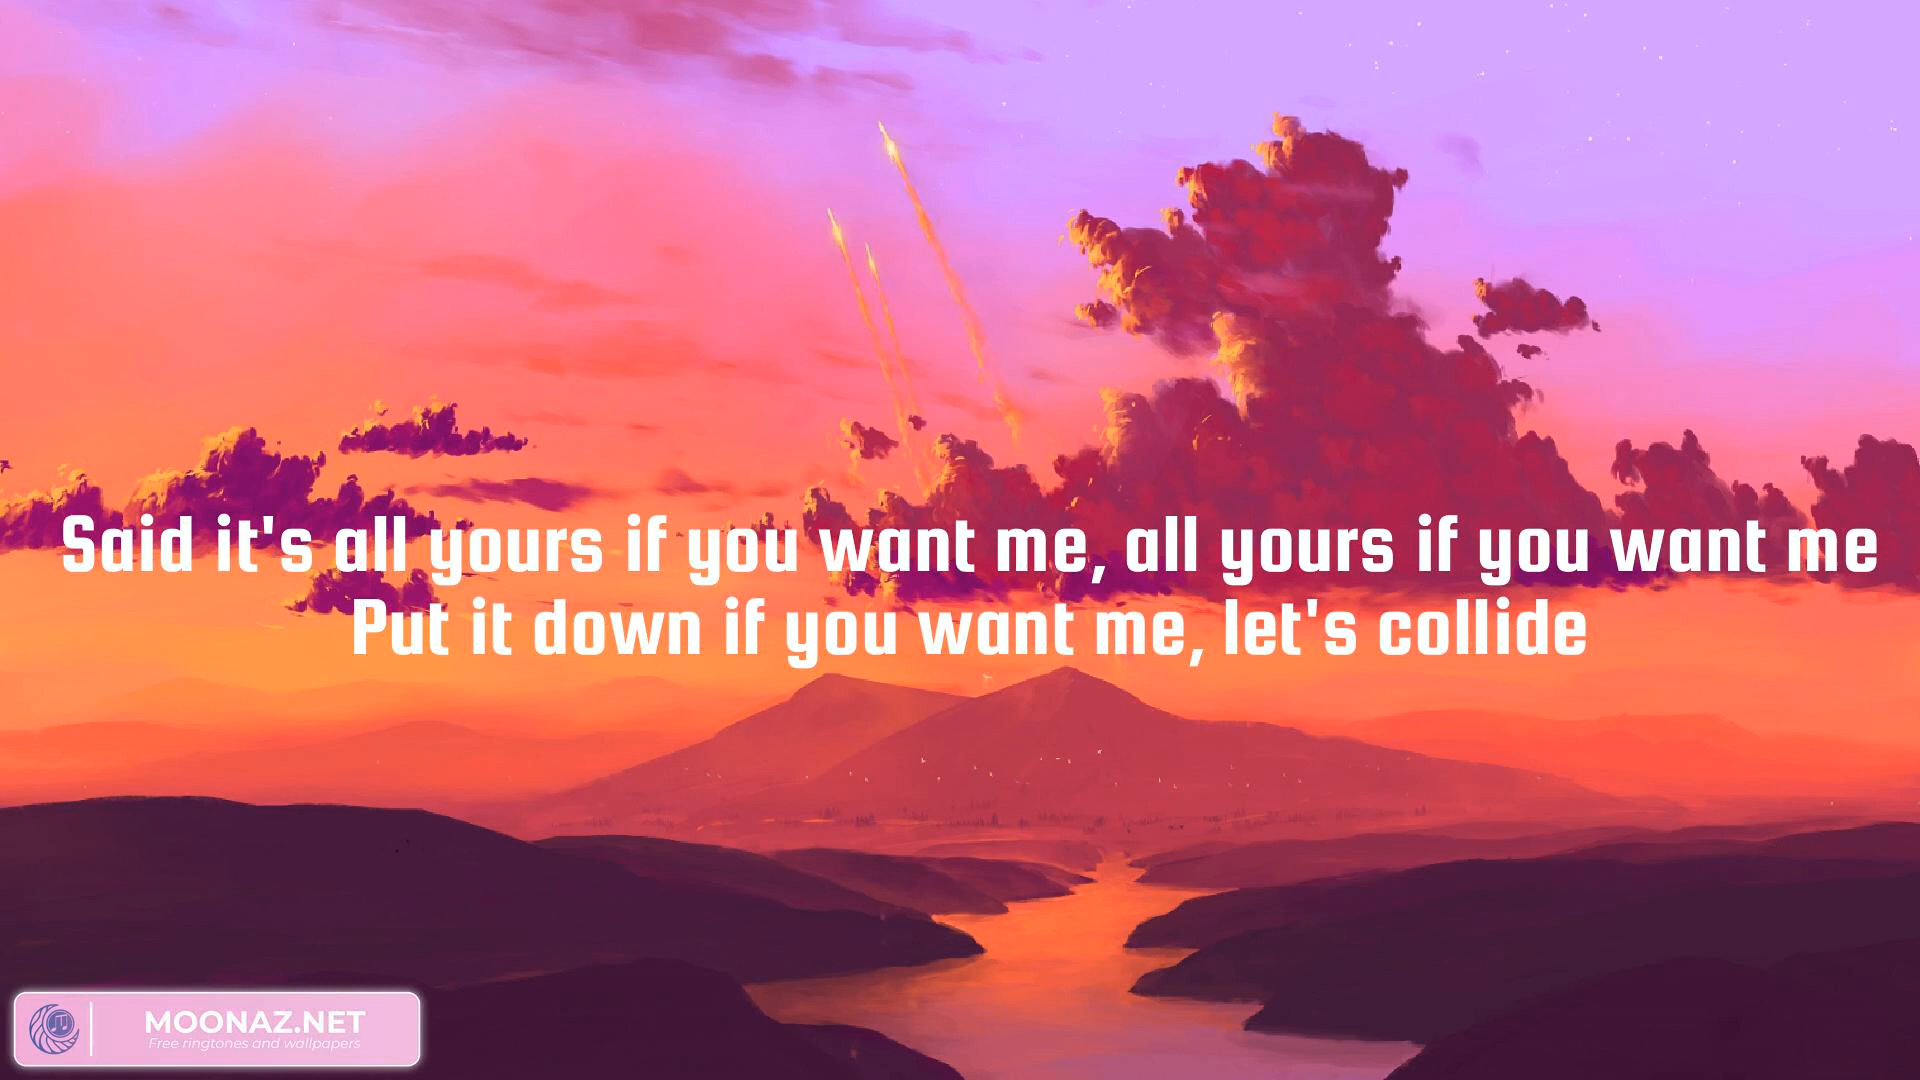 Said it's all yours if you want me, all yours if you want me
Put it down if you want me, let's collide
MOONAZ.NET
Free ringtones and wallpapers